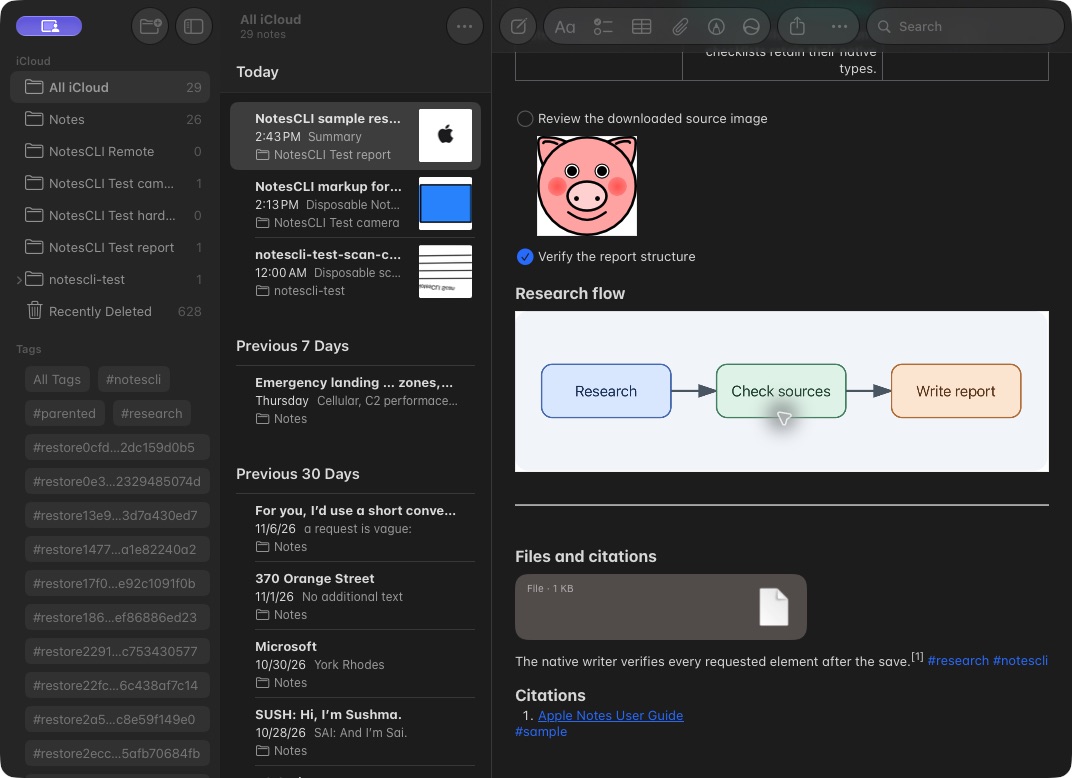 iCloud
All iCloud 29
Notes 26
NotesCLI Remote 0
NotesCLI Test cam... 1
NotesCLI Test hard... 0
NotesCLI Test report 1
notescli-test 1
Recently Deleted 628
Tags
All Tags #notescli
#parented #research
#restore0cfd...2dc159d0b5
#restore0e3...2329485074d
#restore13e9...3d7a430ed7
#restore1477...a1e82240a2
#restore17f0...e92c1091f0b
#restore186...ef86886ed23
#restore2291...c753430577
#restore22fc...6c438af7c14
#restore2a5...c8e59f149e0
#restore2ecc...5afb70684fb
All iCloud
29 notes
Today
NotesCLI sample res...
2:43 PM Summary
NotesCLI Test report
NotesCLI markup for...
2:13 PM Disposable Not...
NotesCLI Test camera
notescli-test-scan-c...
12:00 AM Disposable sc...
notescli-test
Previous 7 Days
Emergency landing ... zones,...
Thursday Cellular, C2 performace...
Notes
Previous 30 Days
For you, I’d use a short conve...
11/6/26 a request is vague:
Notes
370 Orange Street
11/1/26 No additional text
Notes
Microsoft
10/30/26 York Rhodes
Notes
SUSH: Hi, I’m Sushma.
10/28/26 SAI: And I’m Sai.
Notes
Aa
Search
checklists retain their native
types.
Review the downloaded source image
Verify the report structure
Research flow
Research
Check sources
Write report
Files and citations
File · 1 KB
The native writer verifies every requested element after the save.[1] #research #notescli
Citations
1. Apple Notes User Guide
#sample